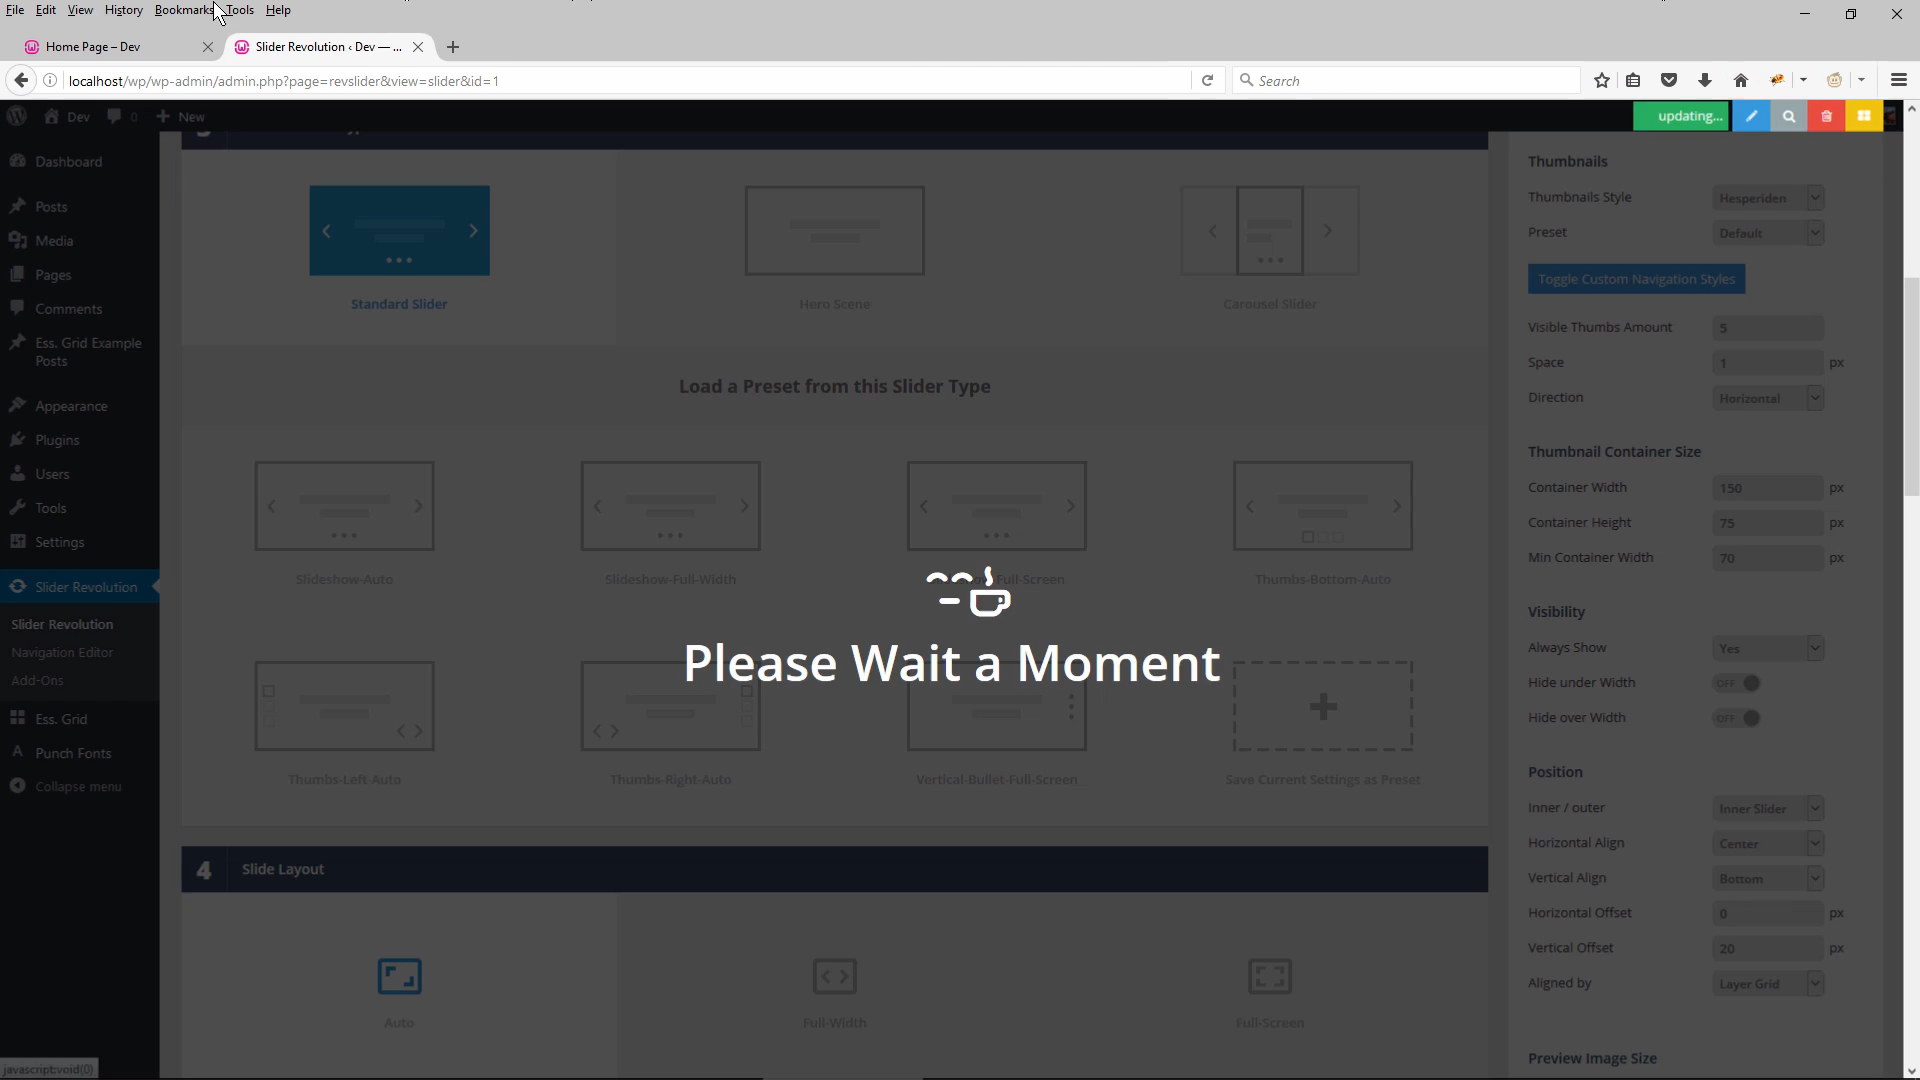 File Edit View History Bookmarks Tools Help
Home Page – Dev
Slider Revolution ‹ Dev — ...
localhost/wp/wp-admin/admin.php?page=revslider&view=slider&id=1
Search
Dev 0 New
updating...
Dashboard
Posts
Media
Pages
Comments
Ess. Grid Example
Posts
Appearance
Plugins
Users
Tools
Settings
Slider Revolution
Slider Revolution
Navigation Editor
Add-Ons
Ess. Grid
Punch Fonts
Collapse menu
javascript:void(0)
Standard Slider
Hero Scene
Carousel Slider
Load a Preset from this Slider Type
Slideshow-Auto
Slideshow-Full-Width
Full-Screen
Thumbs-Bottom-Auto
Please Wait a Moment
Thumbs-Left-Auto
Thumbs-Right-Auto
Vertical-Bullet-Full-Screen
Save Current Settings as Preset
4 Slide Layout
Auto
Full-Width
Full-Screen
Thumbnails
Thumbnails Style Hesperiden
Preset Default
Toggle Custom Navigation Styles
Visible Thumbs Amount 5
Space 1 px
Direction Horizontal
Thumbnail Container Size
Container Width 150 px
Container Height 75 px
Min Container Width 70 px
Visibility
Always Show Yes
Hide under Width OFF
Hide over Width OFF
Position
Inner / outer Inner Slider
Horizontal Align Center
Vertical Align Bottom
Horizontal Offset 0 px
Vertical Offset 20 px
Aligned by Layer Grid
Preview Image Size